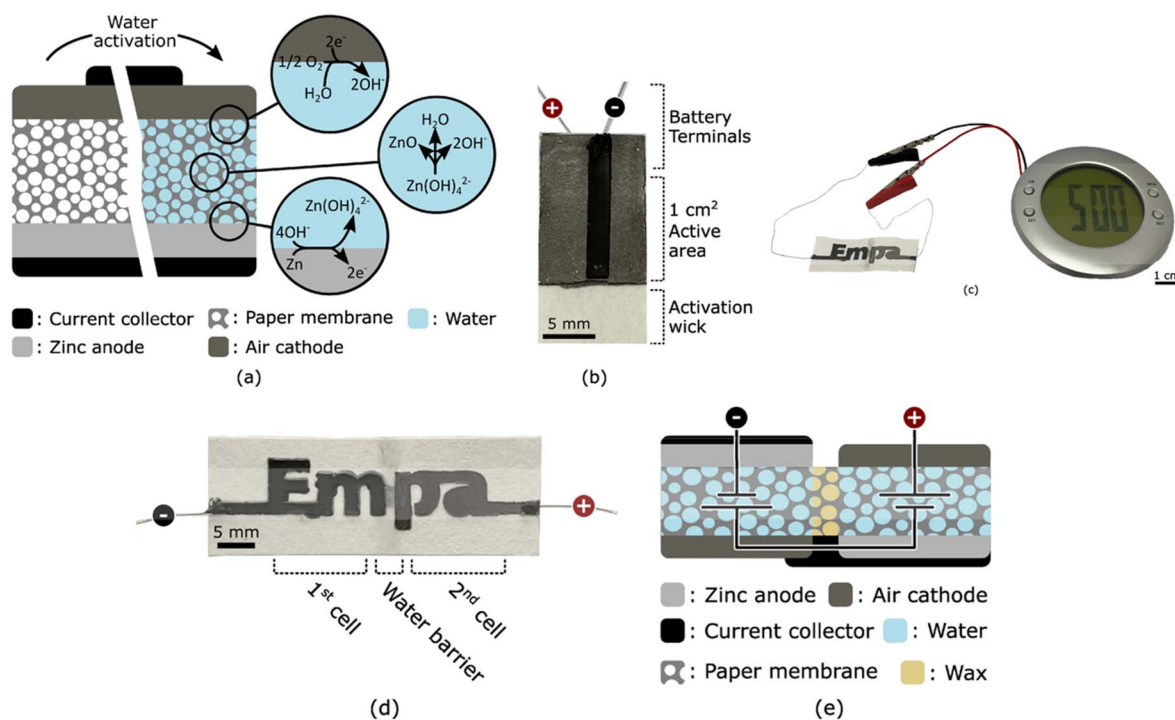 Water
activation
2e⁻
1/2 O₂
H₂O
2OH⁻
H₂O
ZnO
2OH⁻
Zn(OH)₄²⁻
Zn(OH)₄²⁻
4OH⁻
Zn
2e⁻
: Current collector
: Paper membrane
: Water
: Zinc anode
: Air cathode
(a)
+
-
Battery
Terminals
1 cm²
Active
area
Activation
wick
5 mm
(b)
Empa
500
SET
SET
1 cm
(c)
Empa
-
+
5 mm
1ˢᵗ cell
Water barrier
2ⁿᵈ cell
(d)
-
+
: Zinc anode
: Air cathode
: Current collector
: Water
: Paper membrane
: Wax
(e)